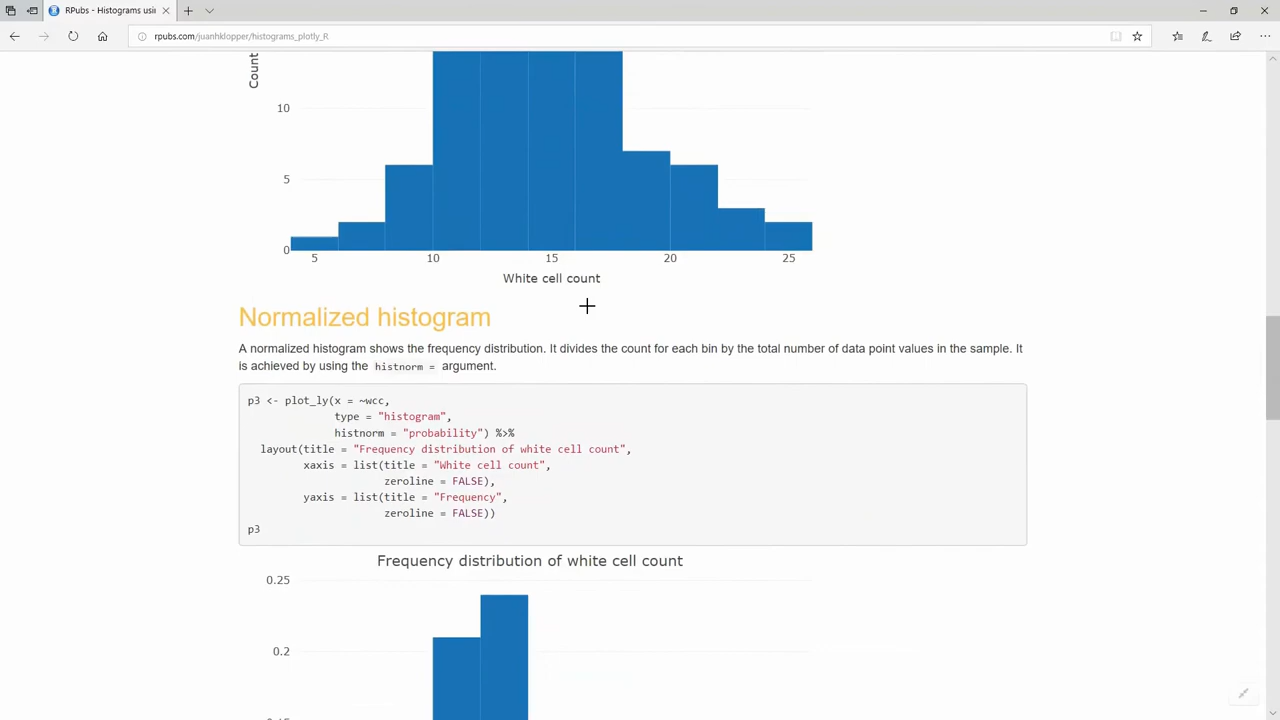 RPubs - Histograms usin
rpubs.com/juanhklopper/histograms_plotly_R
Count
10
5
0
5 10 15 20 25
White cell count
Normalized histogram
A normalized histogram shows the frequency distribution. It divides the count for each bin by the total number of data point values in the sample. It
is achieved by using the histnorm = argument.
p3 <- plot_ly(x = ~wcc,
type = "histogram",
histnorm = "probability") %>%
layout(title = "Frequency distribution of white cell count",
xaxis = list(title = "White cell count",
zeroline = FALSE),
yaxis = list(title = "Frequency",
zeroline = FALSE))
p3
Frequency distribution of white cell count
0.25
0.2